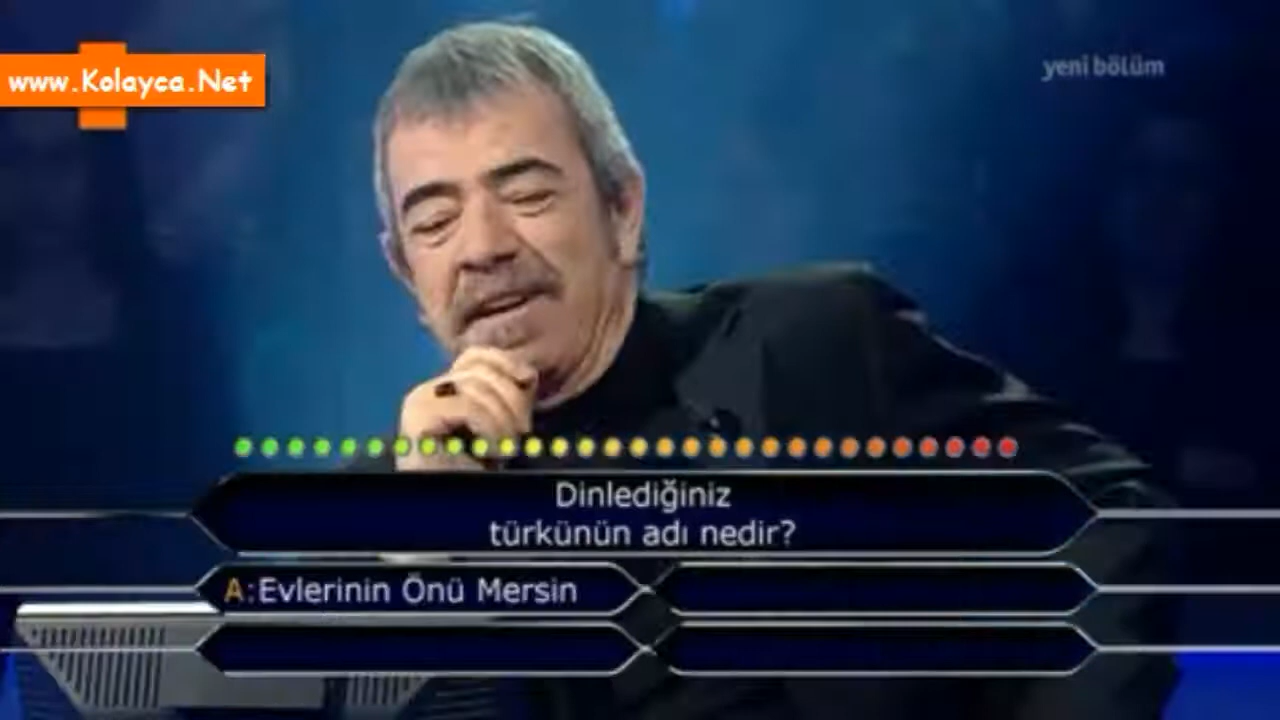 www.Kolayca.Net
yeni bölüm
Dinlediğiniz
türkünün adı nedir?
A:Evlerinin Önü Mersin